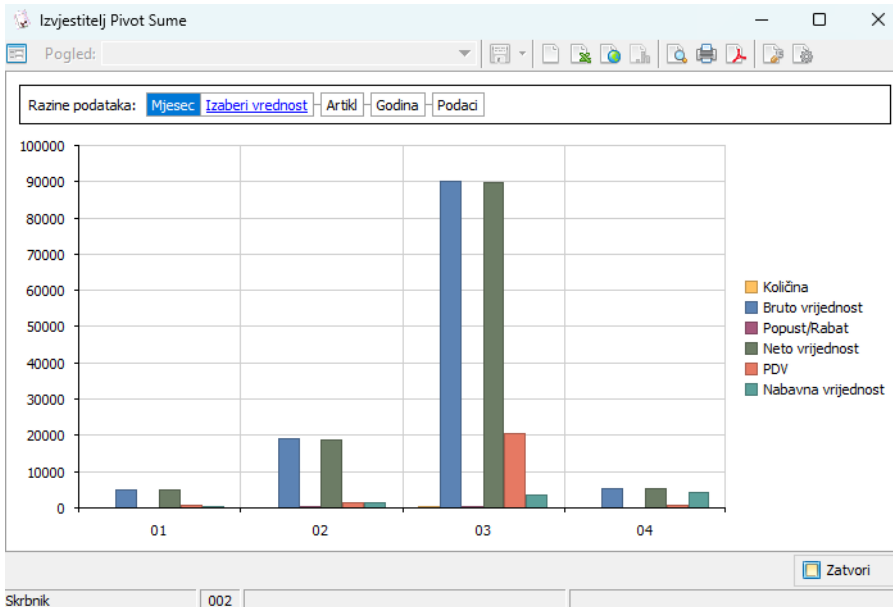 Izvjestitelj Pivot Sume
Pogled:
Razine podataka: Mjesec Izaberi vrednost Artikl Godina Podaci
100000
90000
80000
70000
60000
50000
40000
30000
20000
10000
0
01 02 03 04
Količina
Bruto vrijednost
Popust/Rabat
Neto vrijednost
PDV
Nabavna vrijednost
Zatvori
Skrbnik 002